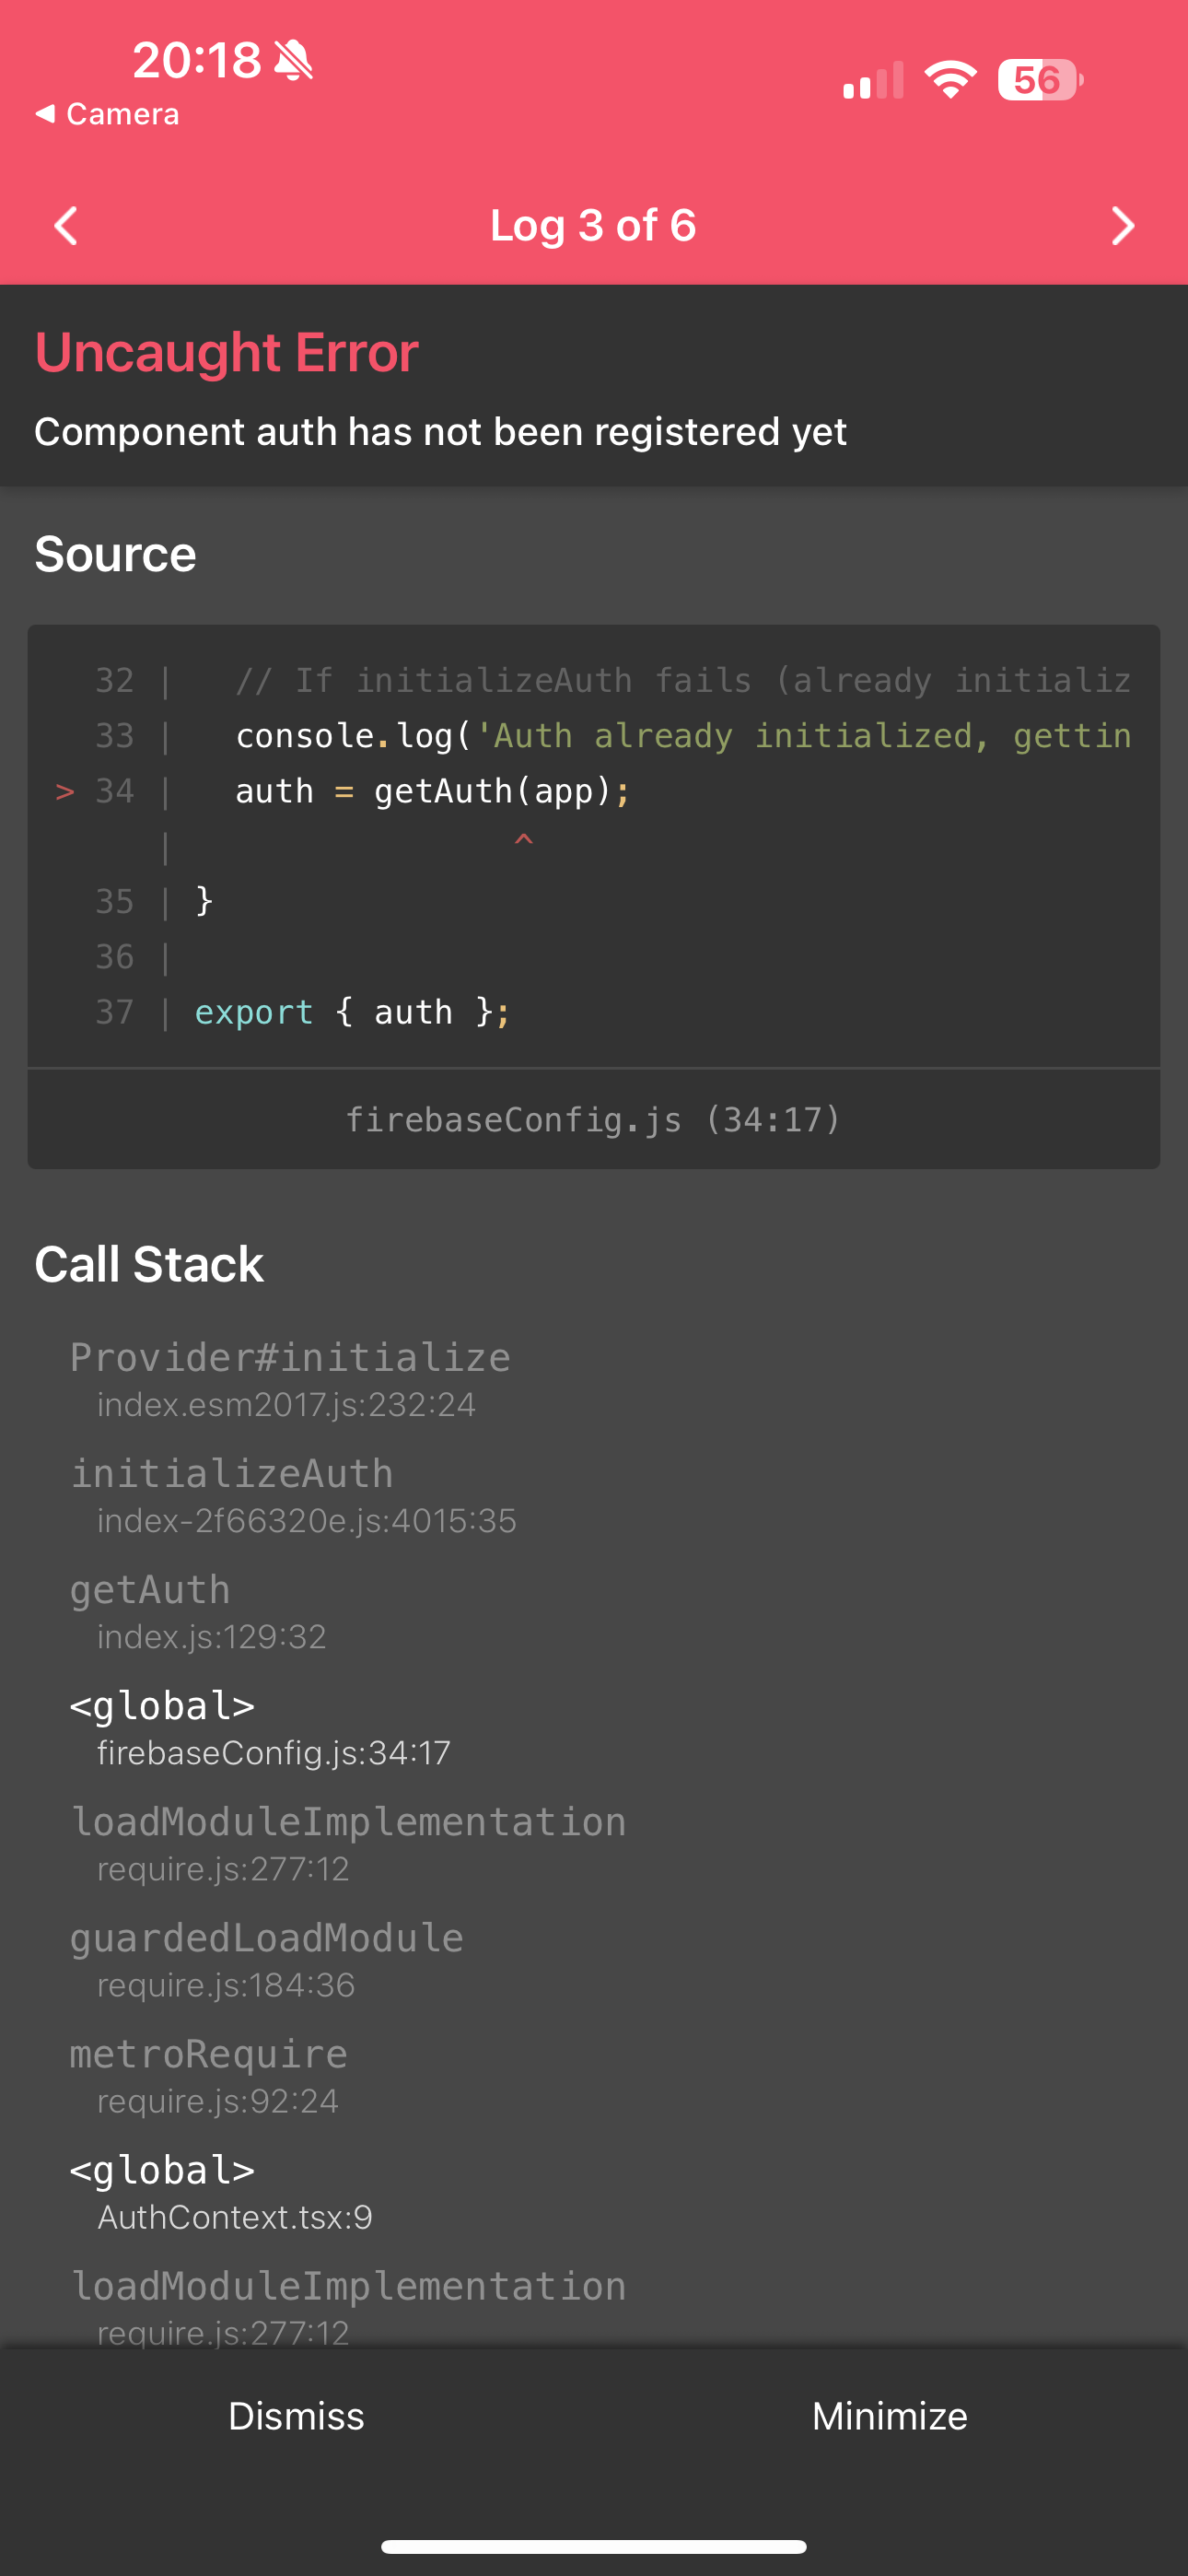 20:18
56
◀ Camera
Log 3 of 6
Uncaught Error
Component auth has not been registered yet
Source
32 |   // If initializeAuth fails (already initializ
33 |   console.log('Auth already initialized, gettin
> 34 |   auth = getAuth(app);
|                 ^
35 | }
36 |
37 | export { auth };
firebaseConfig.js (34:17)
Call Stack
Provider#initialize
index.esm2017.js:232:24
initializeAuth
index-2f66320e.js:4015:35
getAuth
index.js:129:32
<global>
firebaseConfig.js:34:17
loadModuleImplementation
require.js:277:12
guardedLoadModule
require.js:184:36
metroRequire
require.js:92:24
<global>
AuthContext.tsx:9
loadModuleImplementation
require.js:277:12
Dismiss
Minimize